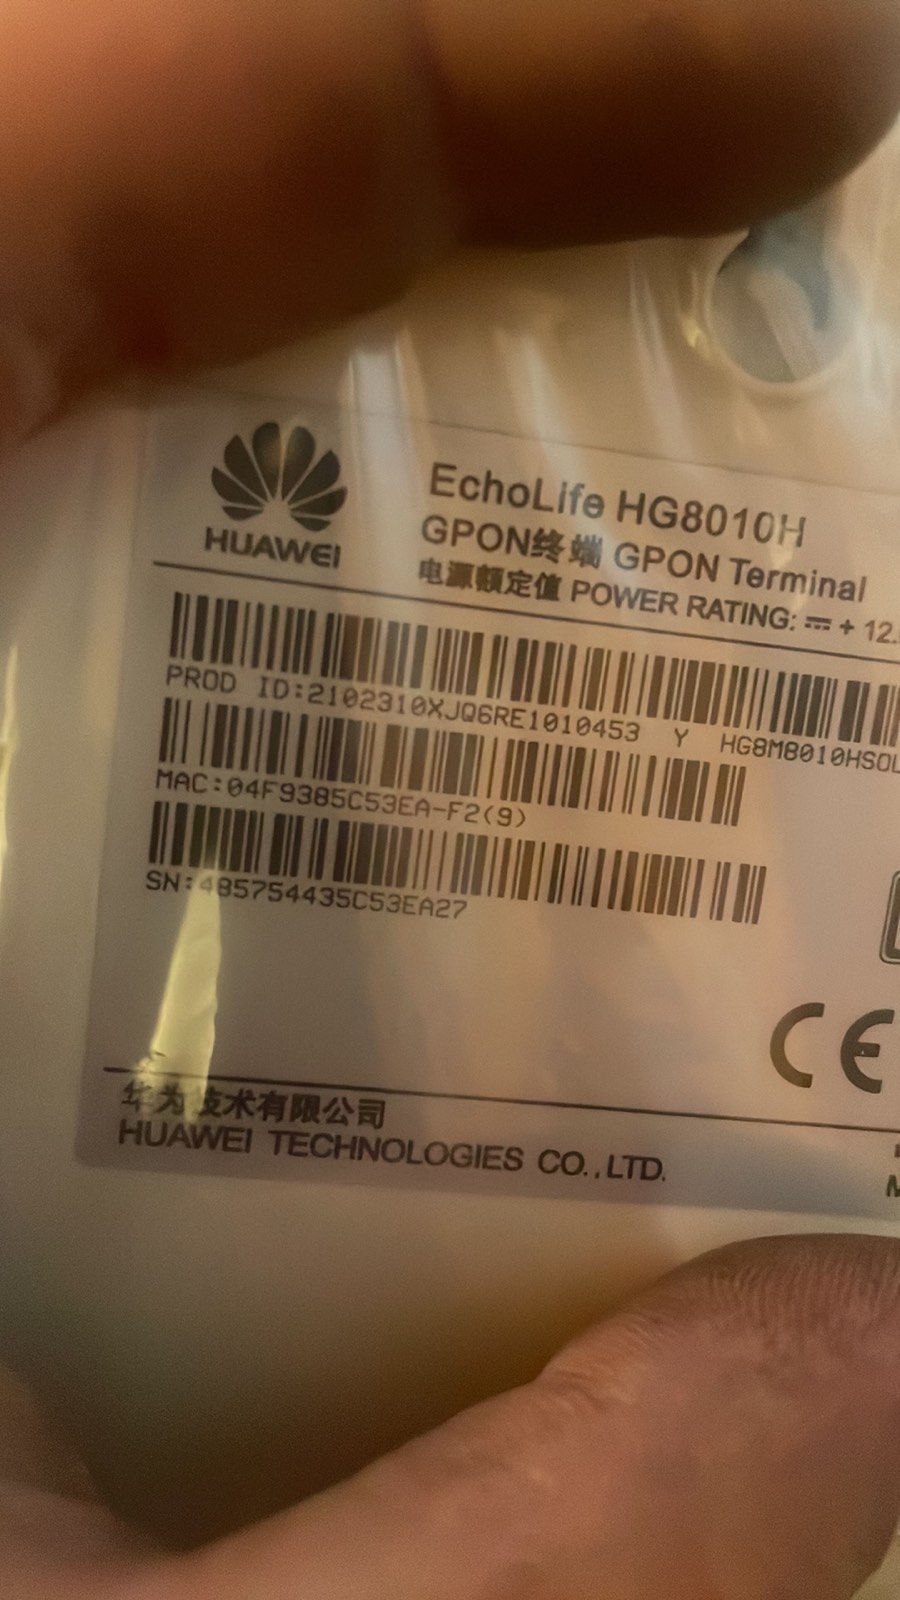 HUAWEI
EchoLife HG8010H
GPON终端 GPON Terminal
电源额定值 POWER RATING: ⎓ + 12.
PROD ID:2102310XJQ6RE1010453 Y HG8M8010HSOL
MAC:04F9385C53EA-F2(9)
SN:485754435C53EA27
CE
华为技术有限公司
HUAWEI TECHNOLOGIES CO.,LTD.